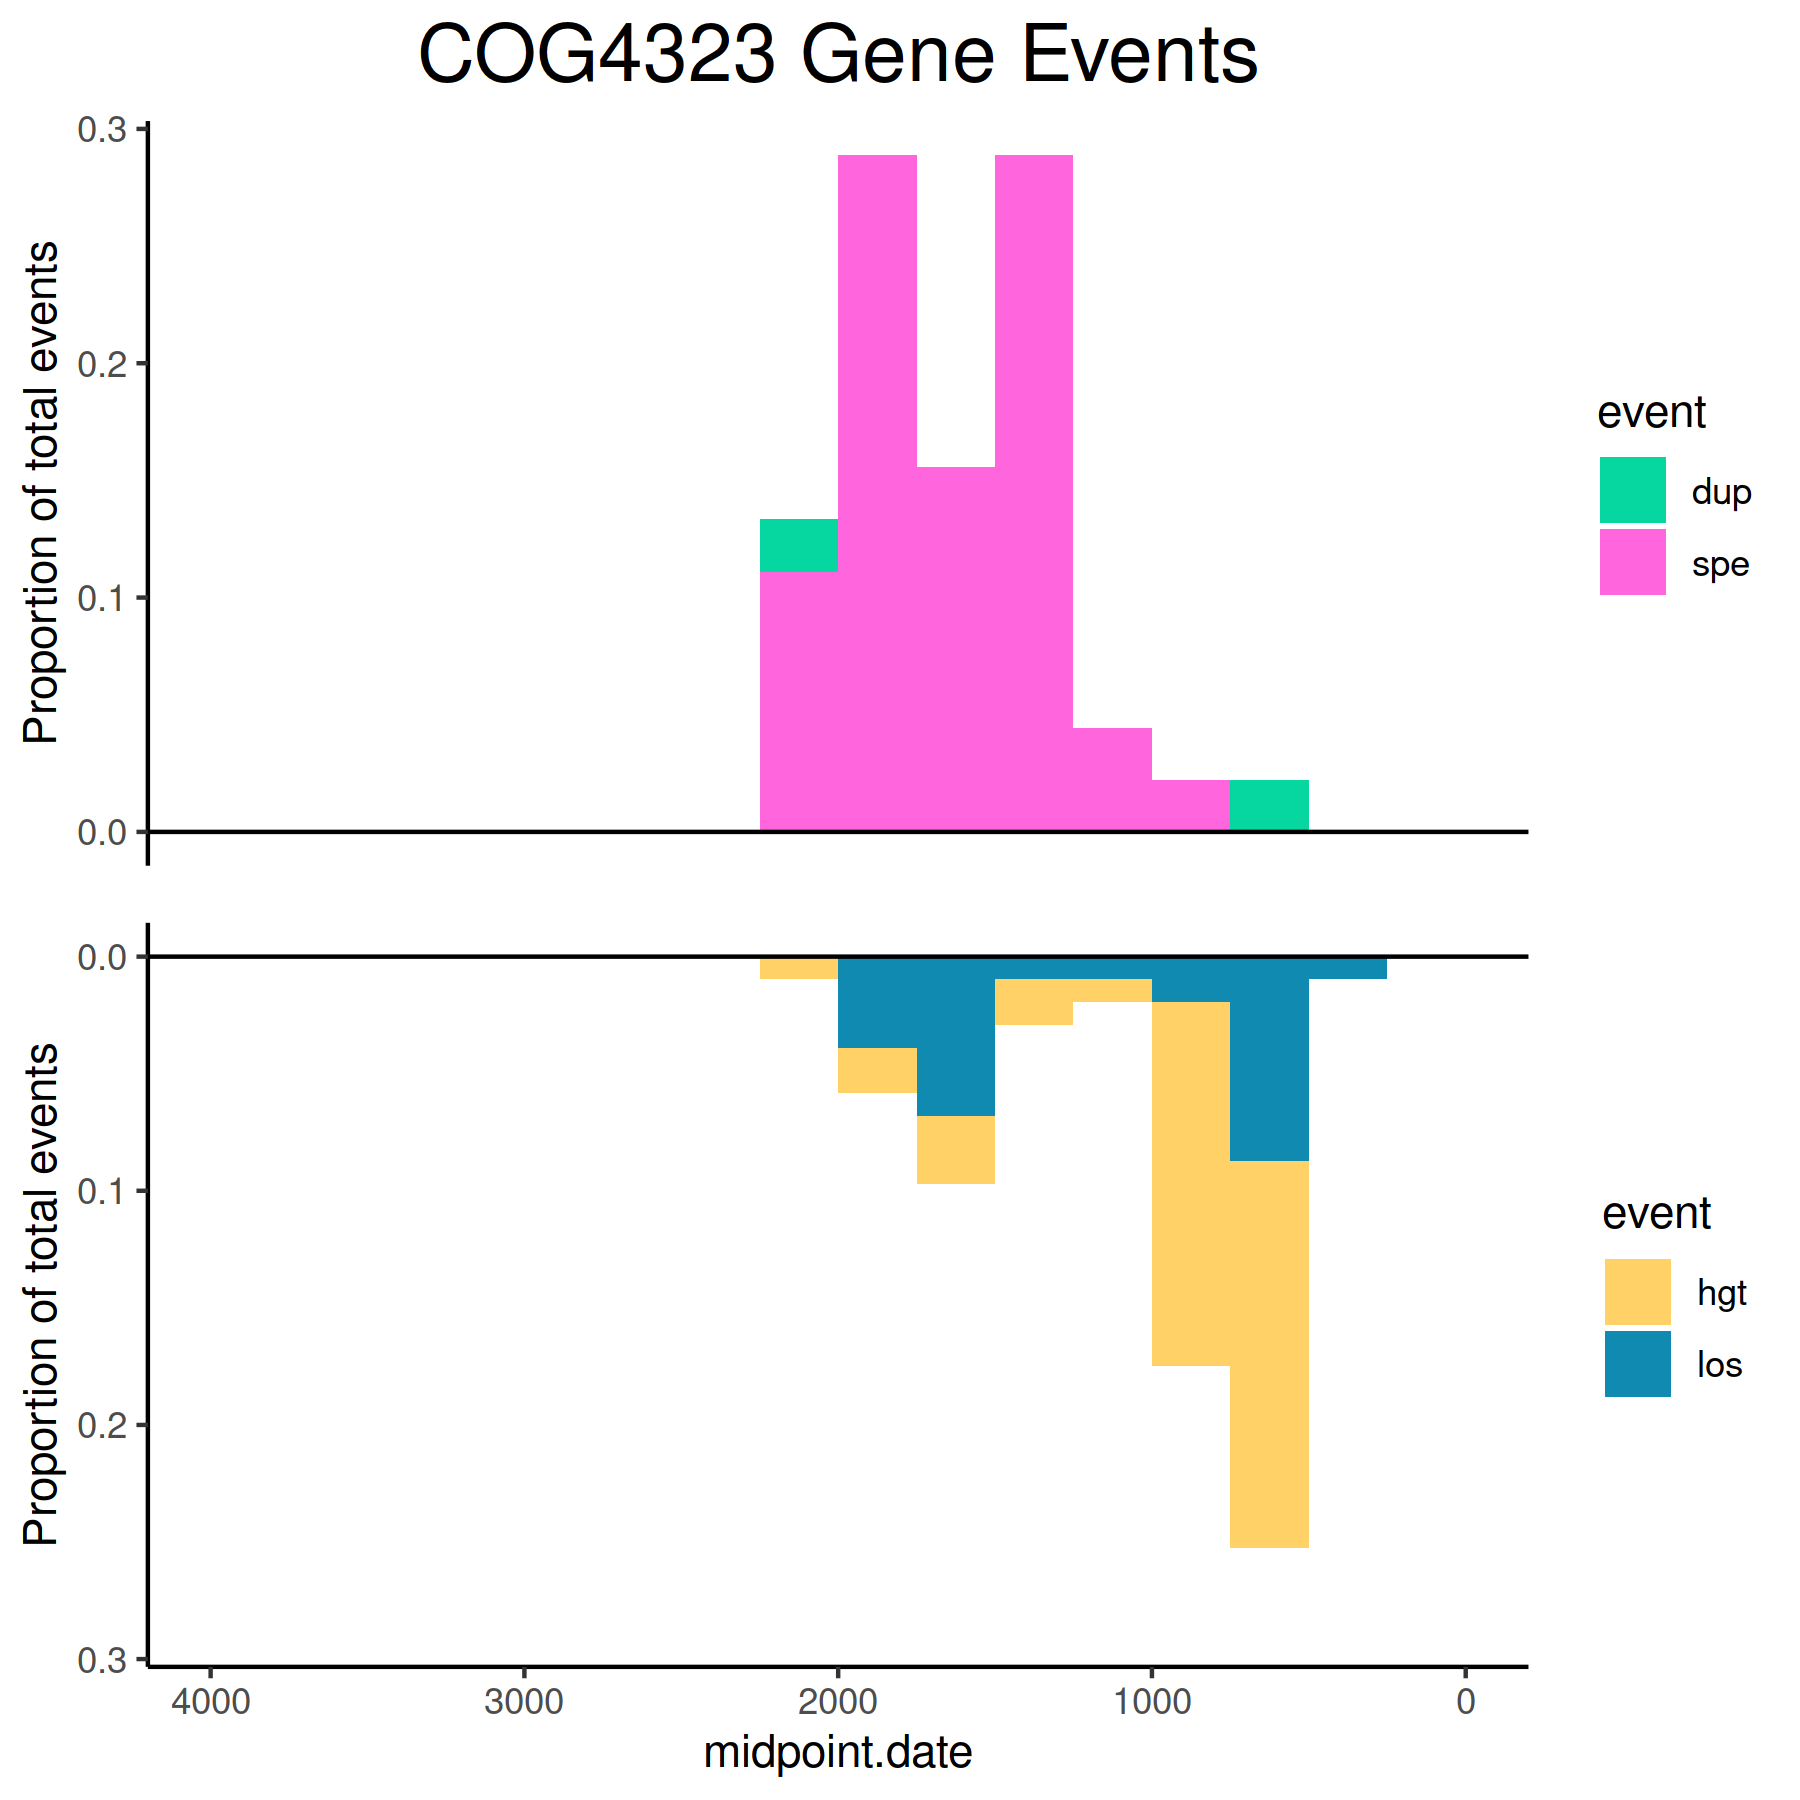 COG4323 Gene Events
Proportion of total events
0.3
0.2
0.1
0.0
event
dup
spe
Proportion of total events
0.0
0.1
0.2
0.3
event
hgt
los
4000 3000 2000 1000 0
midpoint.date